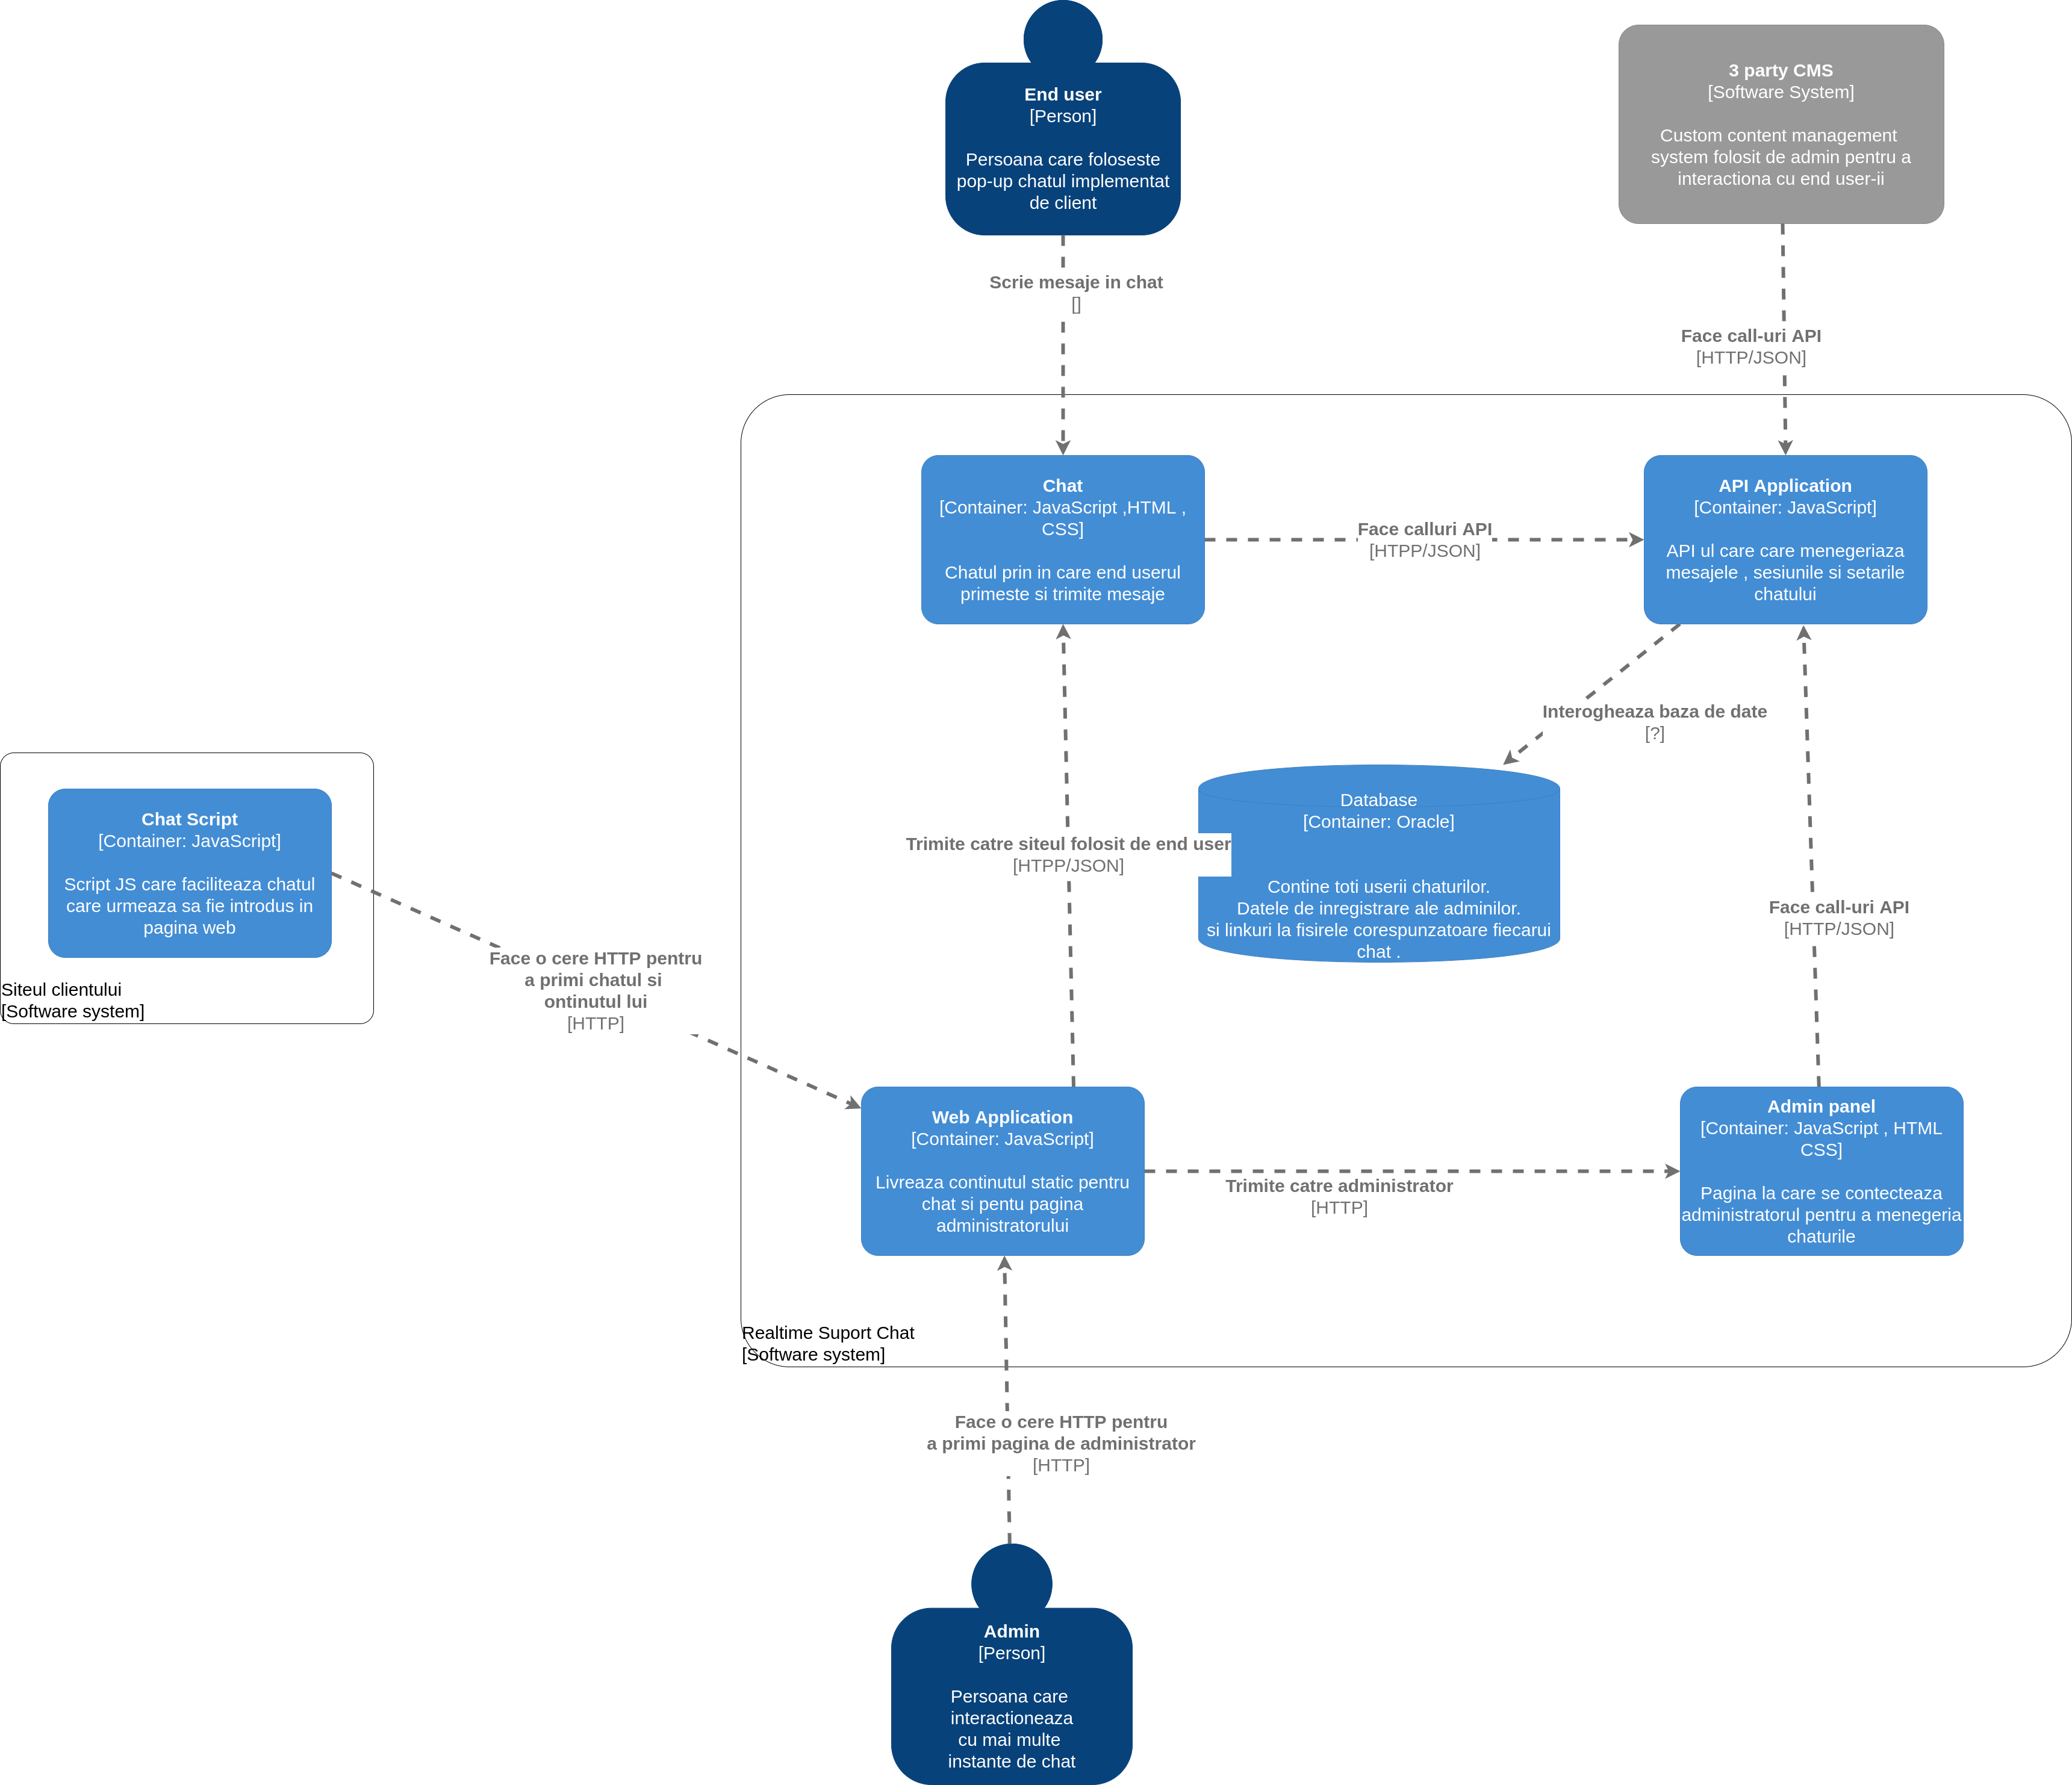 End user
[Person]
Persoana care foloseste
pop-up chatul implementat
de client
3 party CMS
[Software System]
Custom content management
system folosit de admin pentru a
interactiona cu end user-ii
Scrie mesaje in chat
[]
Face call-uri API
[HTTP/JSON]
Chat
[Container: JavaScript ,HTML ,
CSS]
Chatul prin in care end userul
primeste si trimite mesaje
Face calluri API
[HTPP/JSON]
API Application
[Container: JavaScript]
API ul care care menegeriaza
mesajele , sesiunile si setarile
chatului
Interogheaza baza de date
[?]
Database
[Container: Oracle]
Contine toti userii chaturilor.
Datele de inregistrare ale adminilor.
si linkuri la fisirele corespunzatoare fiecarui
chat .
Trimite catre siteul folosit de end user
[HTPP/JSON]
Chat Script
[Container: JavaScript]
Script JS care faciliteaza chatul
care urmeaza sa fie introdus in
pagina web
Siteul clientului
[Software system]
Face o cere HTTP pentru
a primi chatul si
ontinutul lui
[HTTP]
Face call-uri API
[HTTP/JSON]
Web Application
[Container: JavaScript]
Livreaza continutul static pentru
chat si pentu pagina
administratorului
Trimite catre administrator
[HTTP]
Admin panel
[Container: JavaScript , HTML
CSS]
Pagina la care se contecteaza
administratorul pentru a menegeria
chaturile
Realtime Suport Chat
[Software system]
Face o cere HTTP pentru
a primi pagina de administrator
[HTTP]
Admin
[Person]
Persoana care
interactioneaza
cu mai multe
instante de chat